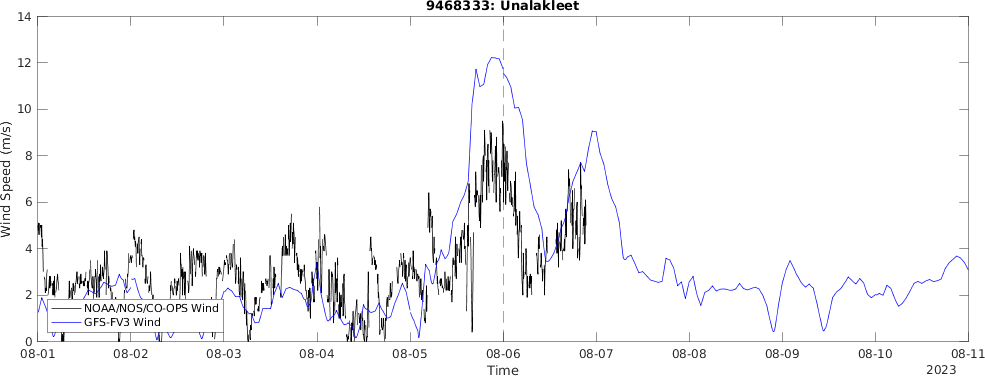 9468333: Unalakleet
Wind Speed (m/s)
14
12
10
8
6
4
2
0
NOAA/NOS/CO-OPS Wind
GFS-FV3 Wind
08-01 08-02 08-03 08-04 08-05 08-06 08-07 08-08 08-09 08-10 08-11
Time
2023